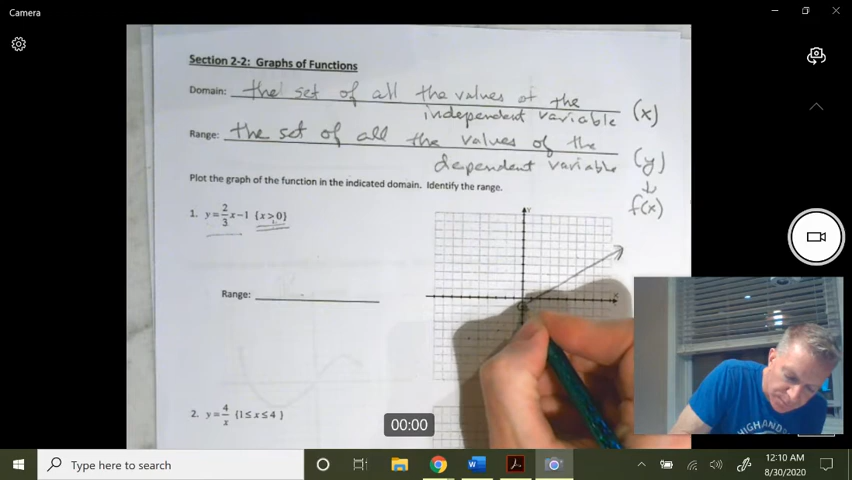 Camera
Section 2-2: Graphs of Functions
Domain: the set of all the values of the
independent variable (x)
Range: the set of all the values of the
dependent variable (y)
f(x)
Plot the graph of the function in the indicated domain. Identify the range.
1. y = 2/3 x - 1 {x > 0}
Y
X
Range:
2. y = 4/x {1 ≤ x ≤ 4 }
HIGHAND
00:00
Type here to search
12:10 AM
8/30/2020